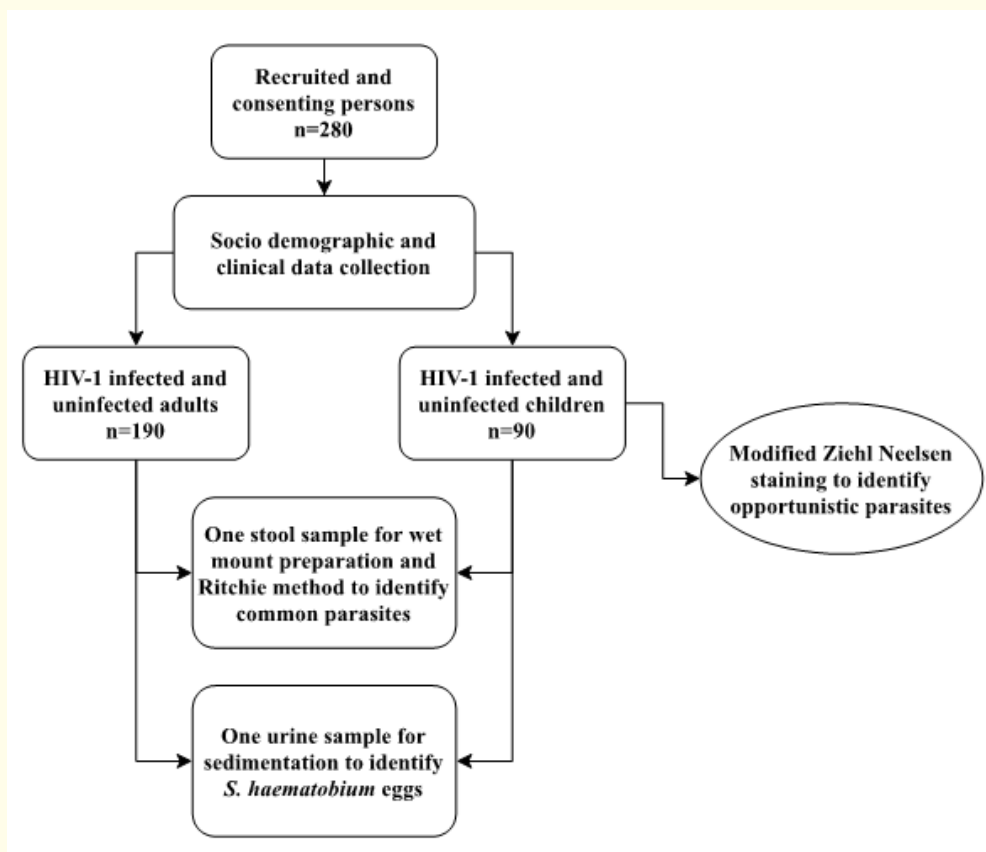 Recruited and
consenting persons
n=280
Socio demographic and
clinical data collection
HIV-1 infected and
uninfected adults
n=190
HIV-1 infected and
uninfected children
n=90
Modified Ziehl Neelsen
staining to identify
opportunistic parasites
One stool sample for wet
mount preparation and
Ritchie method to identify
common parasites
One urine sample for
sedimentation to identify
S. haematobium eggs